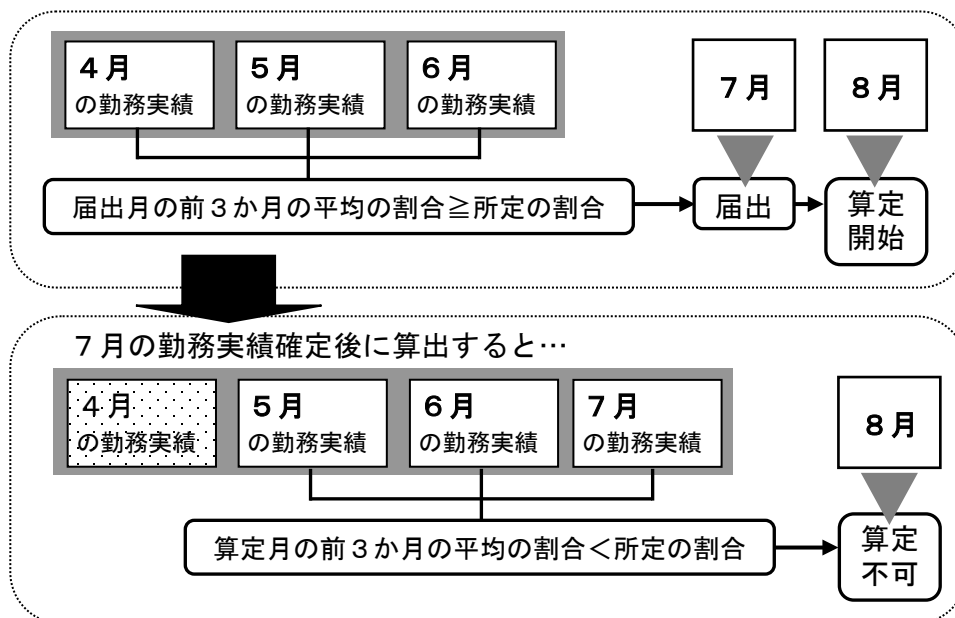 ４月
の勤務実績
５月
の勤務実績
６月
の勤務実績
７月
８月
届出月の前３か月の平均の割合≧所定の割合
届出
算定
開始
７月の勤務実績確定後に算出すると…
４月
の勤務実績
５月
の勤務実績
６月
の勤務実績
７月
の勤務実績
８月
算定月の前３か月の平均の割合＜所定の割合
算定
不可